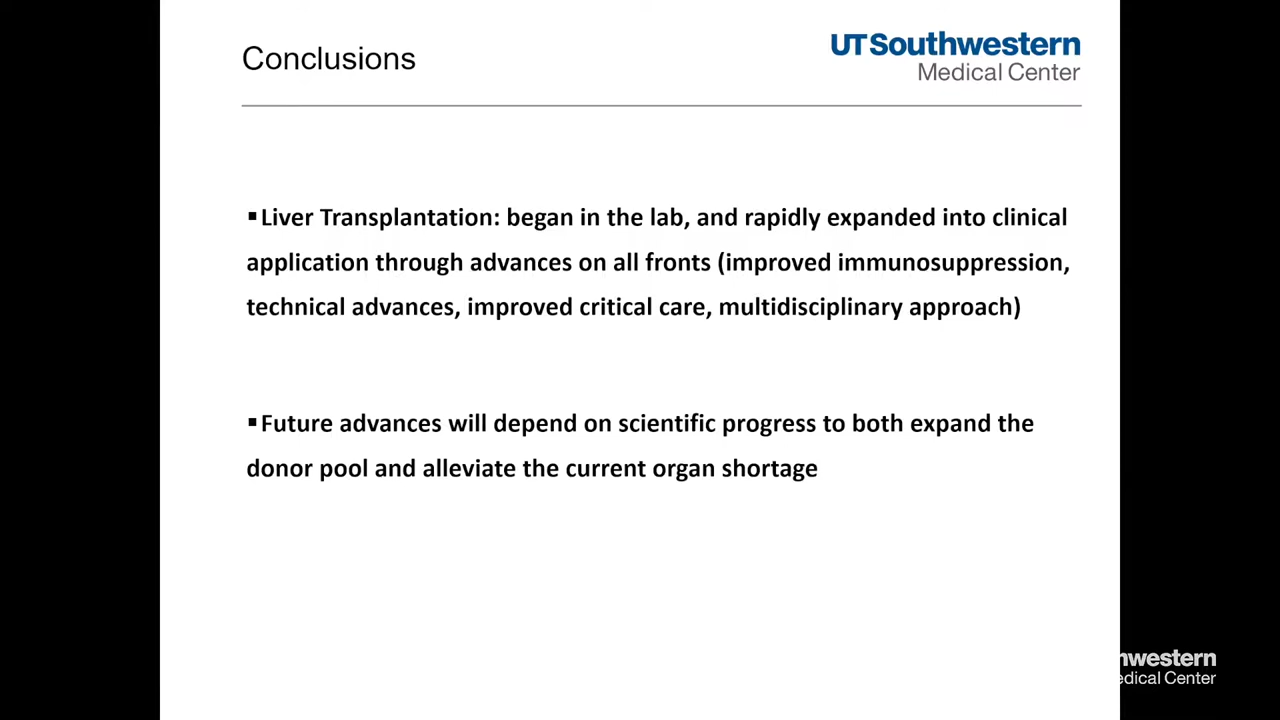 Conclusions
UTSouthwestern
Medical Center
▪Liver Transplantation: began in the lab, and rapidly expanded into clinical
application through advances on all fronts (improved immunosuppression,
technical advances, improved critical care, multidisciplinary approach)
▪Future advances will depend on scientific progress to both expand the
donor pool and alleviate the current organ shortage
hwestern
edical Center